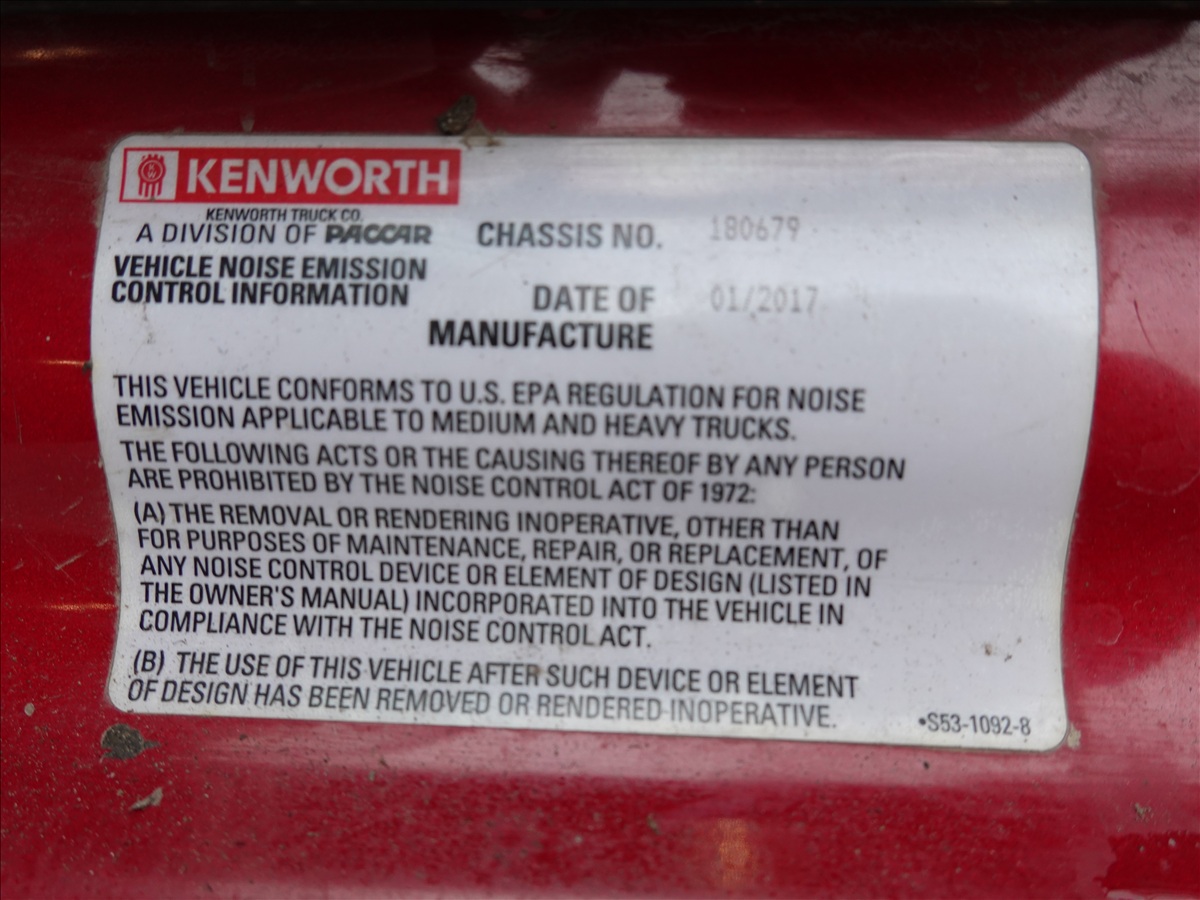 KENWORTH
KENWORTH TRUCK CO.
A DIVISION OF PACCAR
CHASSIS NO. 180679
VEHICLE NOISE EMISSION
CONTROL INFORMATION
DATE OF 01/2017
MANUFACTURE
THIS VEHICLE CONFORMS TO U.S. EPA REGULATION FOR NOISE
EMISSION APPLICABLE TO MEDIUM AND HEAVY TRUCKS.
THE FOLLOWING ACTS OR THE CAUSING THEREOF BY ANY PERSON
ARE PROHIBITED BY THE NOISE CONTROL ACT OF 1972:
(A) THE REMOVAL OR RENDERING INOPERATIVE, OTHER THAN
FOR PURPOSES OF MAINTENANCE, REPAIR, OR REPLACEMENT, OF
ANY NOISE CONTROL DEVICE OR ELEMENT OF DESIGN (LISTED IN
THE OWNER'S MANUAL) INCORPORATED INTO THE VEHICLE IN
COMPLIANCE WITH THE NOISE CONTROL ACT.
(B) THE USE OF THIS VEHICLE AFTER SUCH DEVICE OR ELEMENT
OF DESIGN HAS BEEN REMOVED OR RENDERED INOPERATIVE.
•S53-1092-8